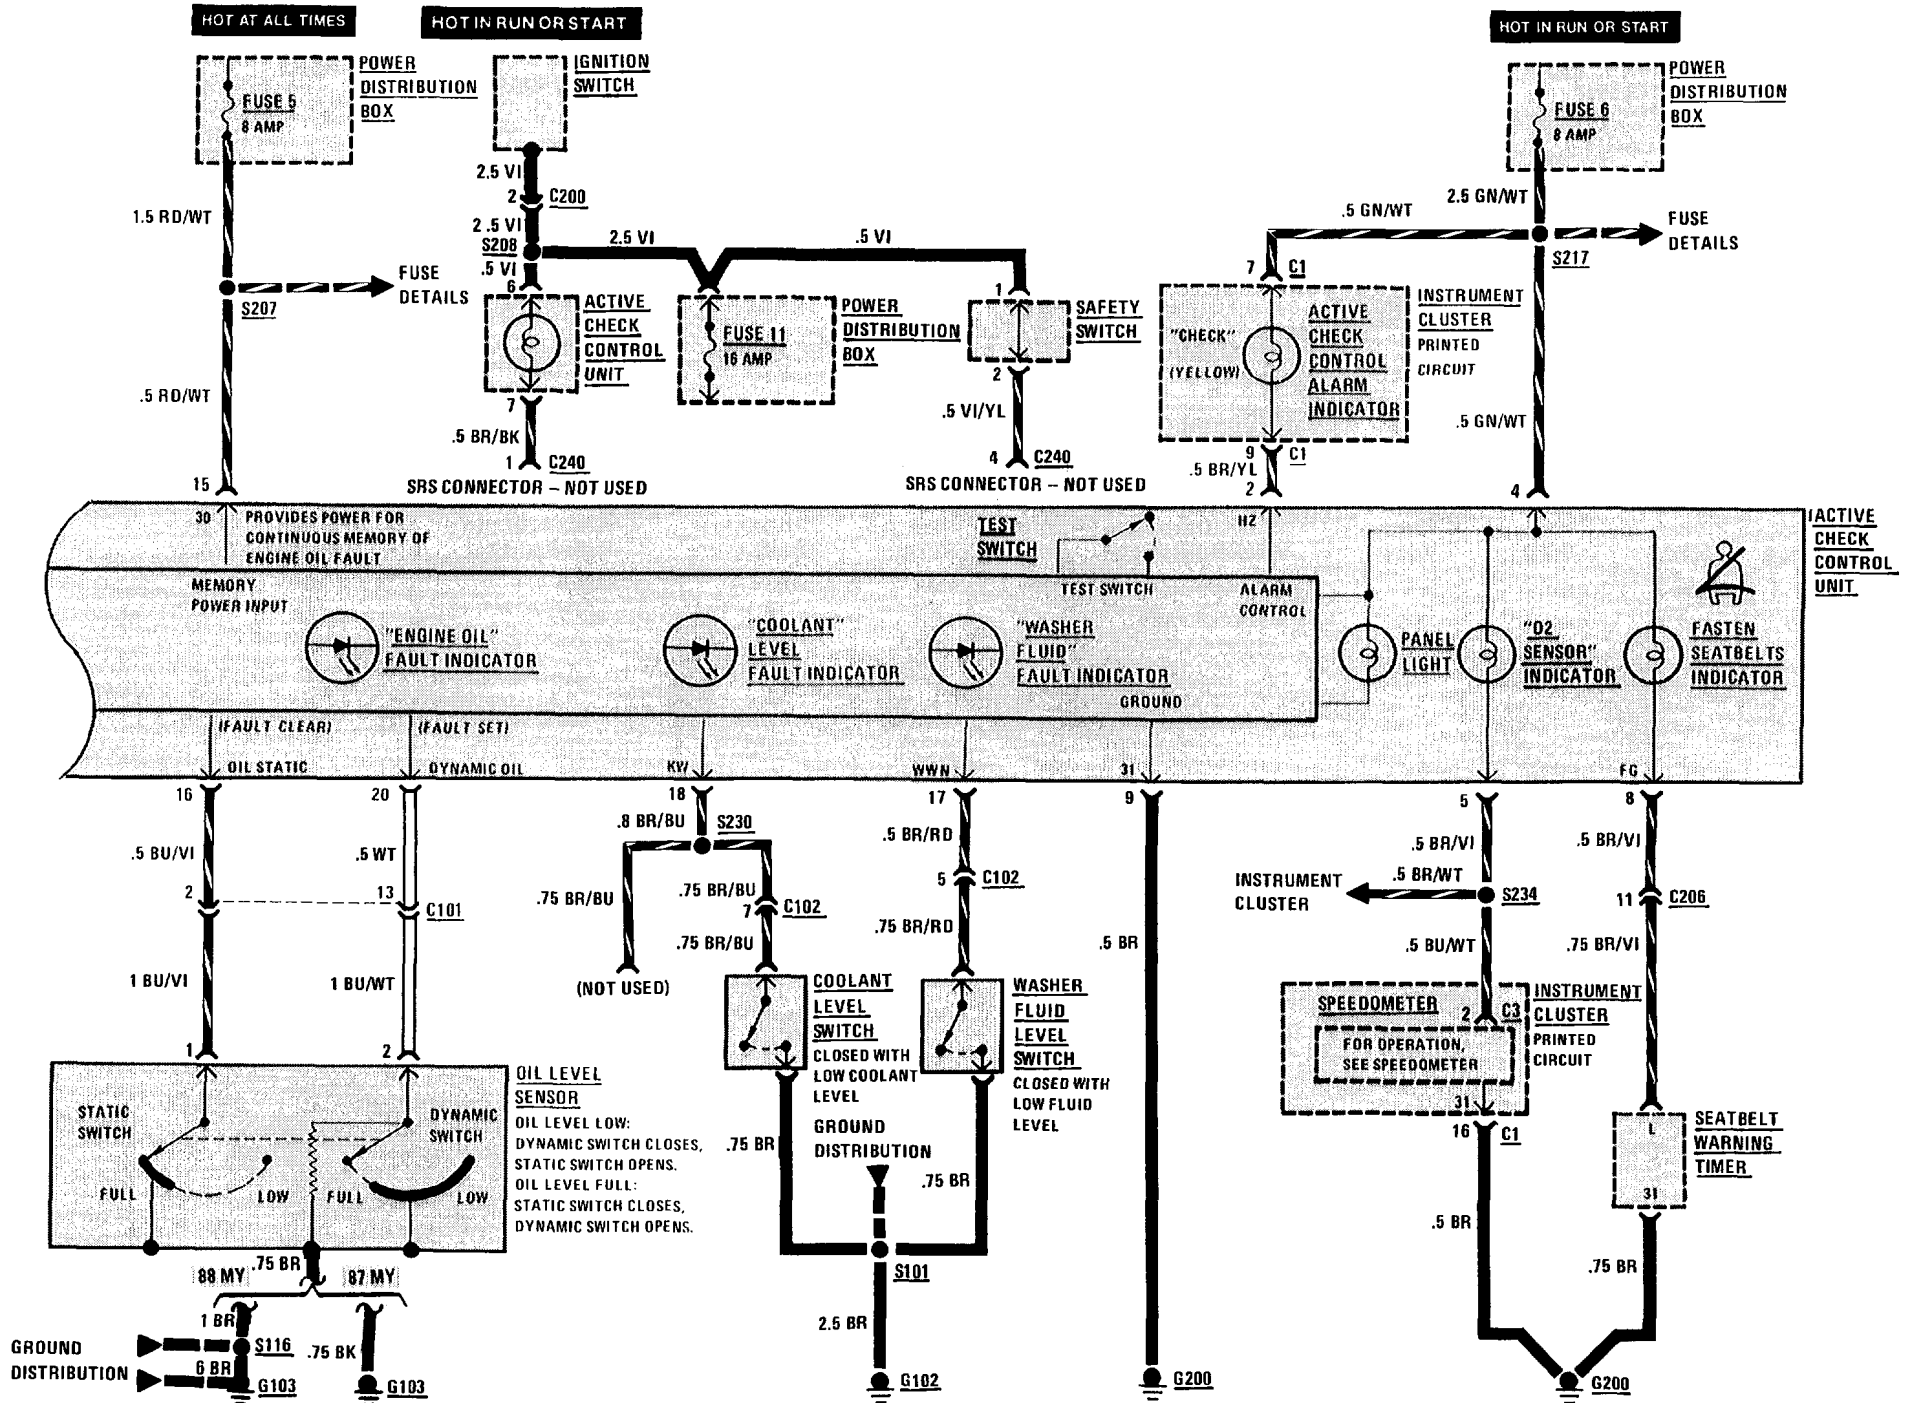 HOT AT ALL TIMES
HOT IN RUN OR START
HOT IN RUN OR START
POWER
DISTRIBUTION
BOX
FUSE 5
8 AMP
IGNITION
SWITCH
POWER
DISTRIBUTION
BOX
FUSE 6
8 AMP
2.5 VI
2
C200
2.5 VI
S208
.5 VI
6
2.5 VI
.5 VI
1.5 RD/WT
FUSE
DETAILS
S207
.5 RD/WT
15
ACTIVE
CHECK
CONTROL
UNIT
7
.5 BR/BK
1
C240
SRS CONNECTOR – NOT USED
FUSE 11
16 AMP
POWER
DISTRIBUTION
BOX
1
SAFETY
SWITCH
2
.5 VI/YL
4
C240
SRS CONNECTOR – NOT USED
.5 GN/WT
2.5 GN/WT
FUSE
DETAILS
S217
7
C1
"CHECK"
(YELLOW)
ACTIVE
CHECK
CONTROL
ALARM
INDICATOR
INSTRUMENT
CLUSTER
PRINTED
CIRCUIT
9
C1
.5 BR/YL
2
.5 GN/WT
4
30
PROVIDES POWER FOR
CONTINUOUS MEMORY OF
ENGINE OIL FAULT
MEMORY
POWER INPUT
TEST
SWITCH
TEST SWITCH
HZ
ALARM
CONTROL
ACTIVE
CHECK
CONTROL
UNIT
"ENGINE OIL"
FAULT INDICATOR
"COOLANT"
LEVEL
FAULT INDICATOR
"WASHER
FLUID"
FAULT INDICATOR
GROUND
PANEL
LIGHT
"O2
SENSOR"
INDICATOR
FASTEN
SEATBELTS
INDICATOR
(FAULT CLEAR)
(FAULT SET)
OIL STATIC
DYNAMIC OIL
KW
WWN
31
FG
16
20
18
17
9
5
8
.5 BU/VI
.5 WT
2
13
C101
1 BU/VI
1 BU/WT
1
2
.8 BR/BU
S230
.75 BR/BU
.75 BR/BU
7
C102
.75 BR/BU
(NOT USED)
.5 BR/RD
5
C102
.75 BR/RD
.5 BR
.5 BR/VI
.5 BR/WT
INSTRUMENT
CLUSTER
S234
.5 BU/WT
.5 BR/VI
11
C206
.75 BR/VI
STATIC
SWITCH
DYNAMIC
SWITCH
FULL
LOW
FULL
LOW
OIL LEVEL
SENSOR
OIL LEVEL LOW:
DYNAMIC SWITCH CLOSES,
STATIC SWITCH OPENS.
OIL LEVEL FULL:
STATIC SWITCH CLOSES,
DYNAMIC SWITCH OPENS.
COOLANT
LEVEL
SWITCH
CLOSED WITH
LOW COOLANT
LEVEL
WASHER
FLUID
LEVEL
SWITCH
CLOSED WITH
LOW FLUID
LEVEL
.75 BR
GROUND
DISTRIBUTION
.75 BR
S101
2.5 BR
G102
G200
SPEEDOMETER
2
C3
FOR OPERATION,
SEE SPEEDOMETER
31
16
C1
INSTRUMENT
CLUSTER
PRINTED
CIRCUIT
.5 BR
L
31
SEATBELT
WARNING
TIMER
.75 BR
G200
.75 BR
88 MY
87 MY
1 BR
S116
GROUND
DISTRIBUTION
6 BR
G103
.75 BK
G103